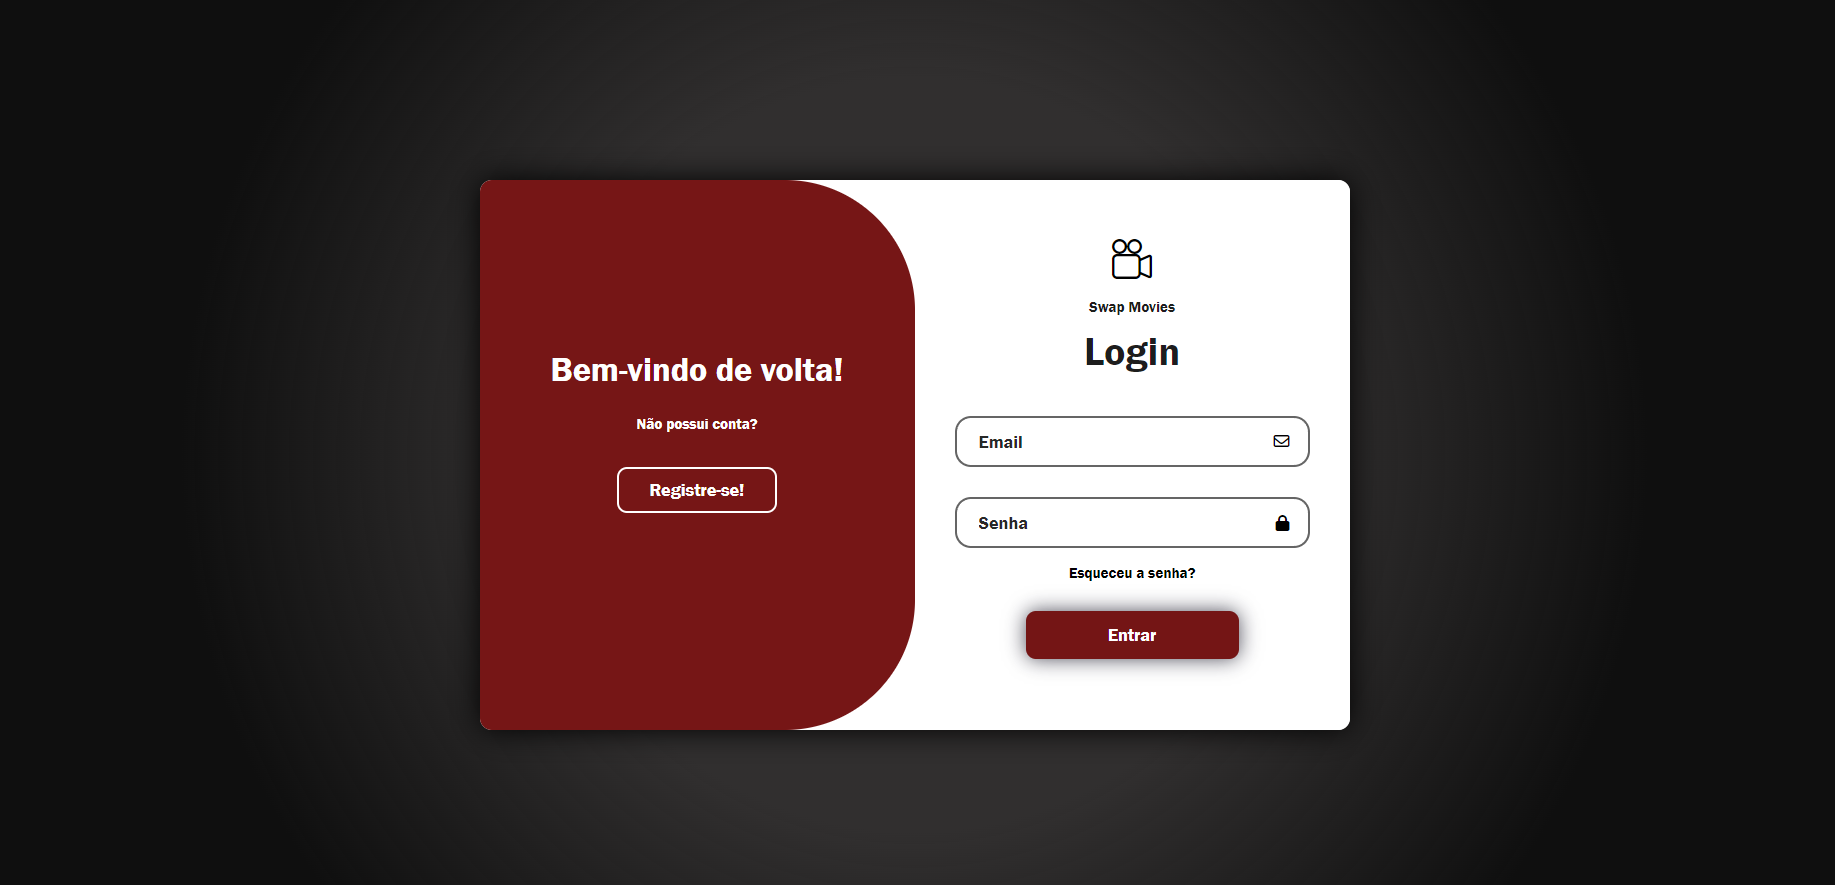 Bem-vindo de volta!
Não possui conta?
Registre-se!
Swap Movies
Login
Email
Senha
Esqueceu a senha?
Entrar